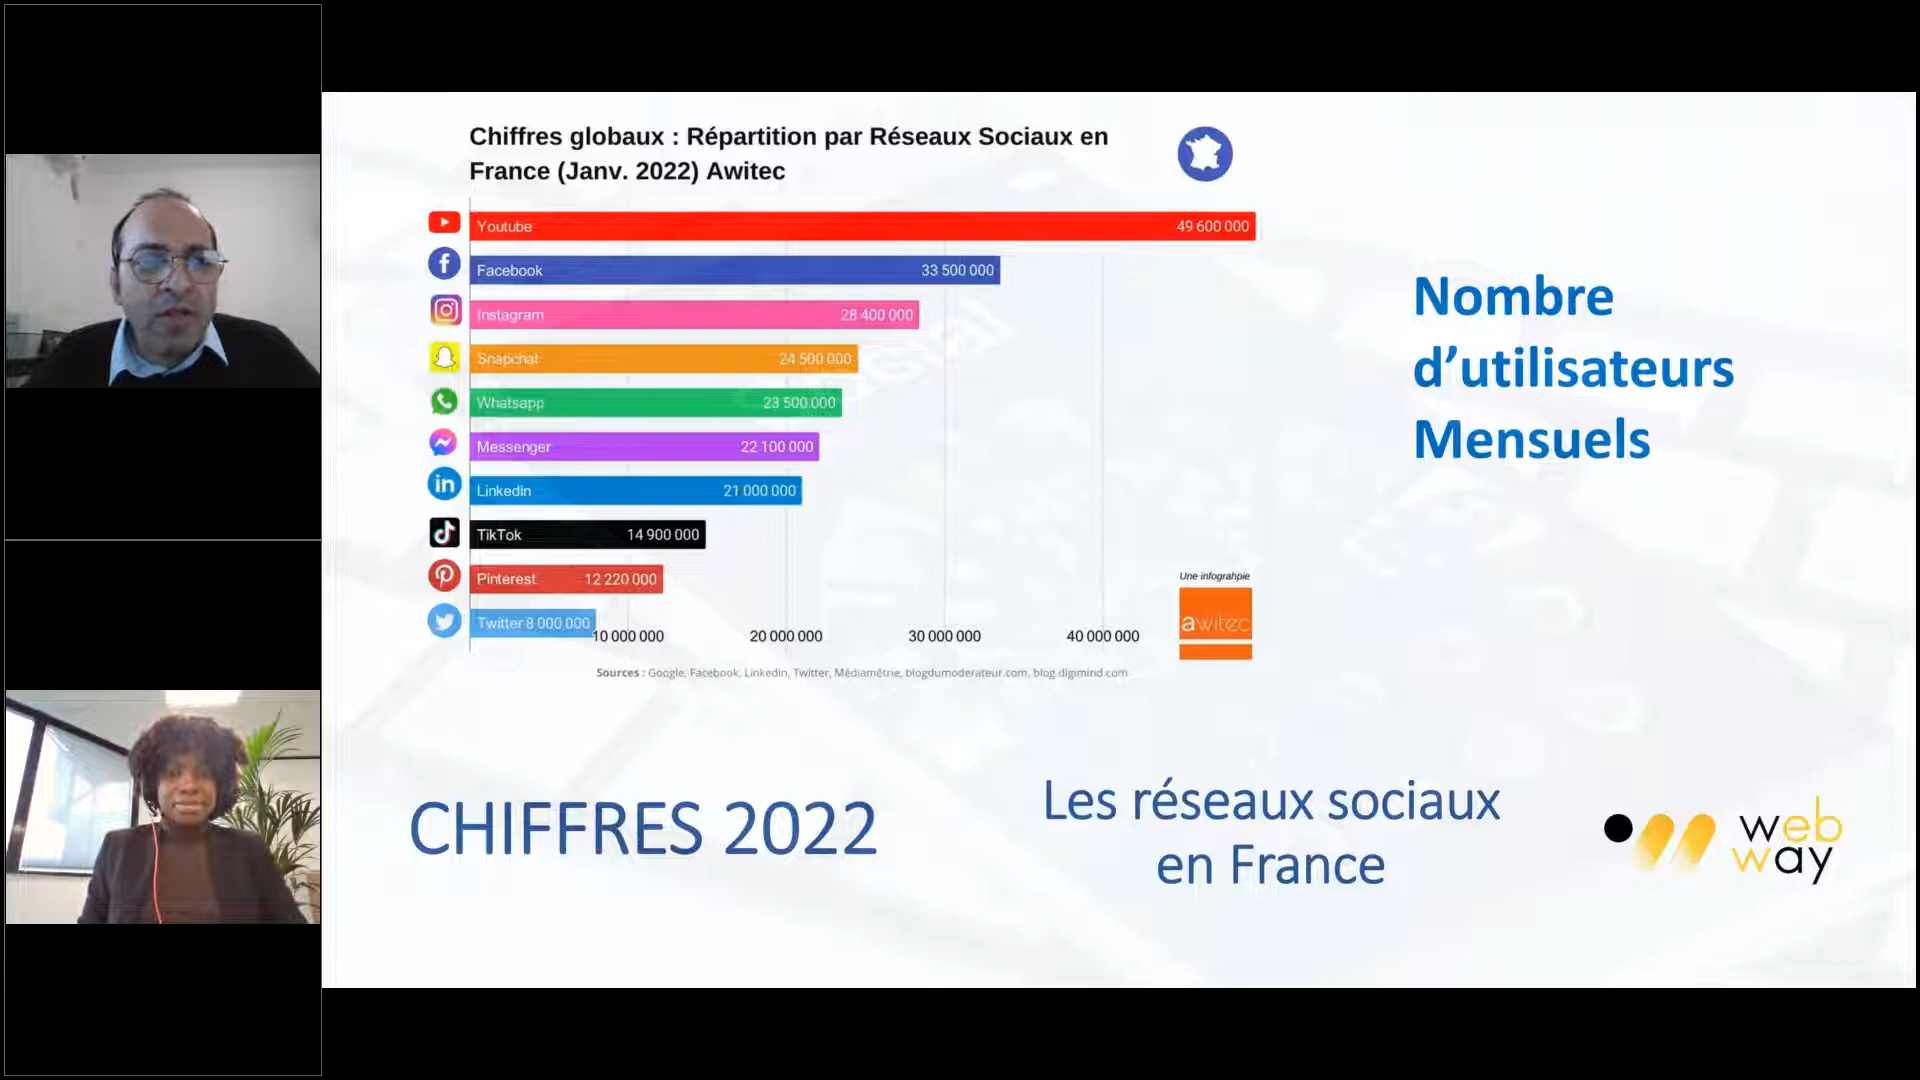 Chiffres globaux : Répartition par Réseaux Sociaux en
France (Janv. 2022) Awitec
Youtube 49 600 000
Facebook 33 500 000
Instagram 28 400 000
Snapchat 24 500 000
Whatsapp 23 500 000
Messenger 22 100 000
Linkedin 21 000 000
TikTok 14 900 000
Pinterest 12 220 000
Twitter 8 000 000
10 000 000 20 000 000 30 000 000 40 000 000
Une infograhpie
awitec
Sources : Google, Facebook, Linkedin, Twitter, Médiamétrie, blogdumoderateur.com, blog.digimind.com
Nombre
d’utilisateurs
Mensuels
CHIFFRES 2022
Les réseaux sociaux
en France
web
way